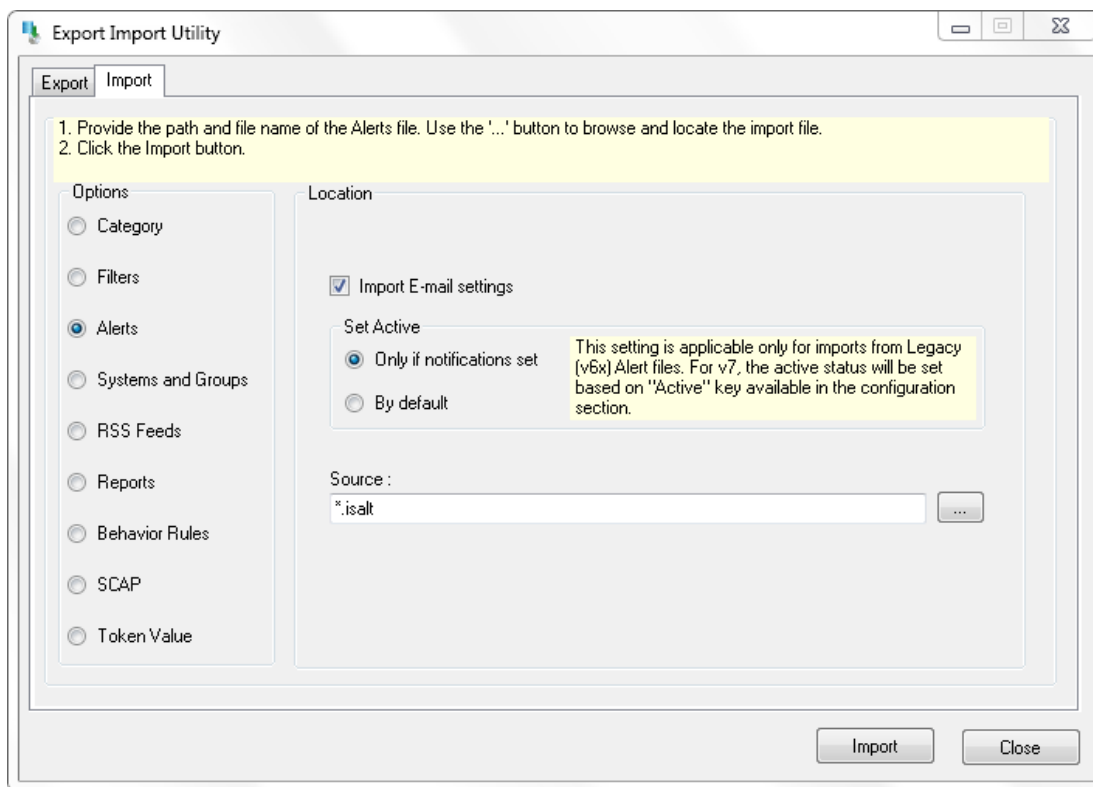 Export Import Utility
Export Import
1. Provide the path and file name of the Alerts file. Use the '...' button to browse and locate the import file.
2. Click the Import button.
Options
Category
Filters
Alerts
Systems and Groups
RSS Feeds
Reports
Behavior Rules
SCAP
Token Value
Location
Import E-mail settings
Set Active
Only if notifications set
By default
This setting is applicable only for imports from Legacy
(v6x) Alert files. For v7, the active status will be set
based on "Active" key available in the configuration
section.
Source :
*.isalt
...
Import
Close